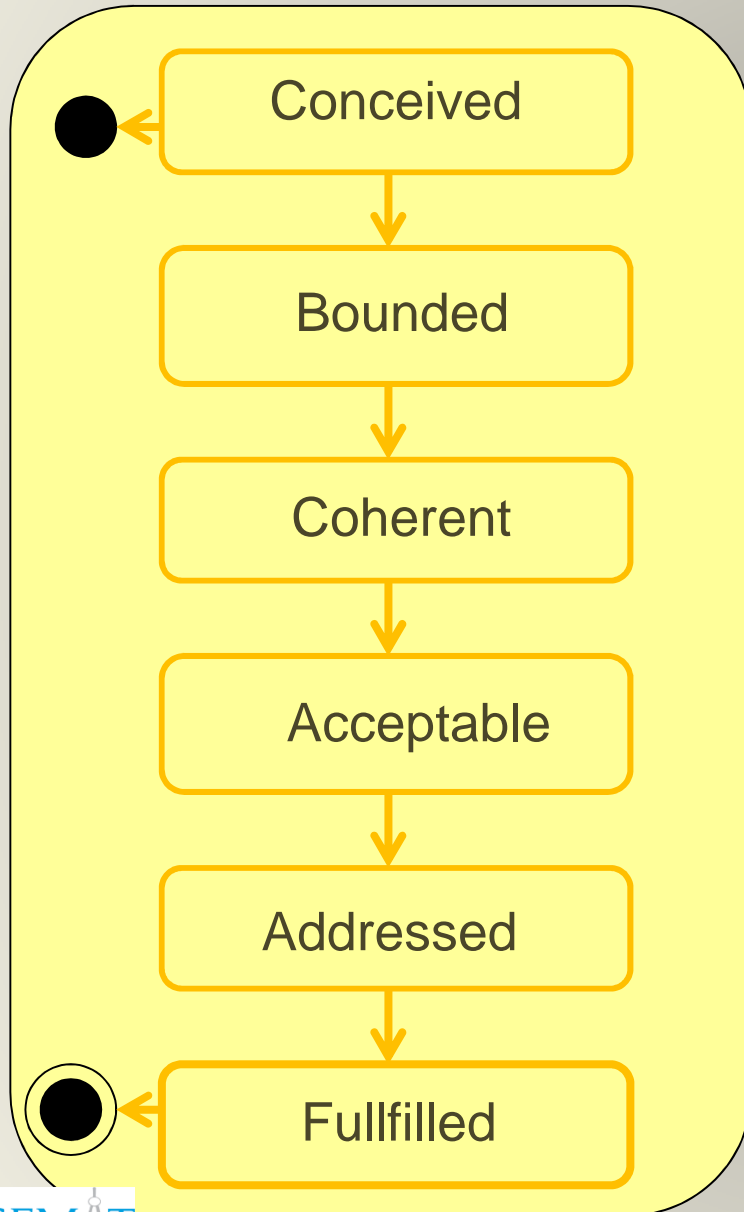 Conceived
Bounded
Coherent
Acceptable
Addressed
Fullfilled